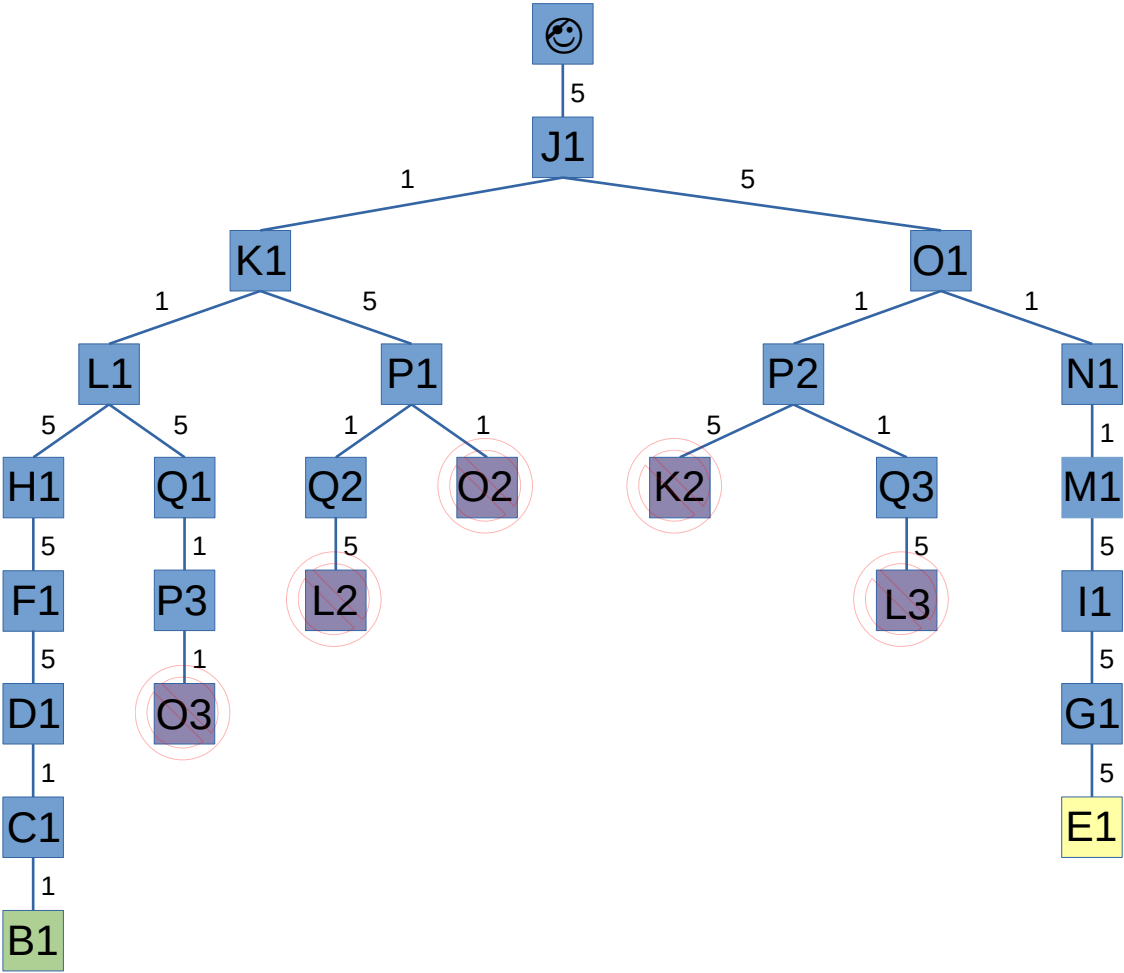 5
J1
1 5
K1 O1
1 5 1 1
L1 P1 P2 N1
5 5 1 1 5 1 1
H1 Q1 Q2 O2 K2 Q3 M1
5 1 5 5 5
F1 P3 L2 L3 I1
5 1 5
D1 O3 G1
1 5
C1 E1
1
B1